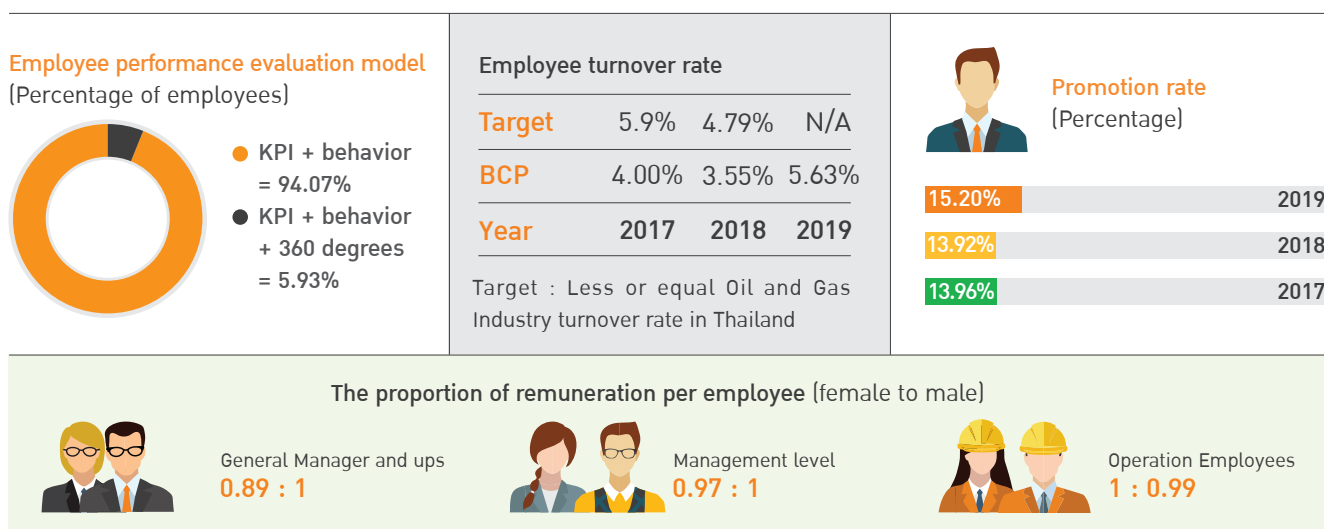 Employee performance evaluation model
(Percentage of employees)
KPI + behavior
= 94.07%
KPI + behavior
+ 360 degrees
= 5.93%
Employee turnover rate
Target 5.9% 4.79% N/A
BCP 4.00% 3.55% 5.63%
Year 2017 2018 2019
Target : Less or equal Oil and Gas
Industry turnover rate in Thailand
Promotion rate
(Percentage)
15.20% 2019
13.92% 2018
13.96% 2017
The proportion of remuneration per employee (female to male)
General Manager and ups
0.89 : 1
Management level
0.97 : 1
Operation Employees
1 : 0.99